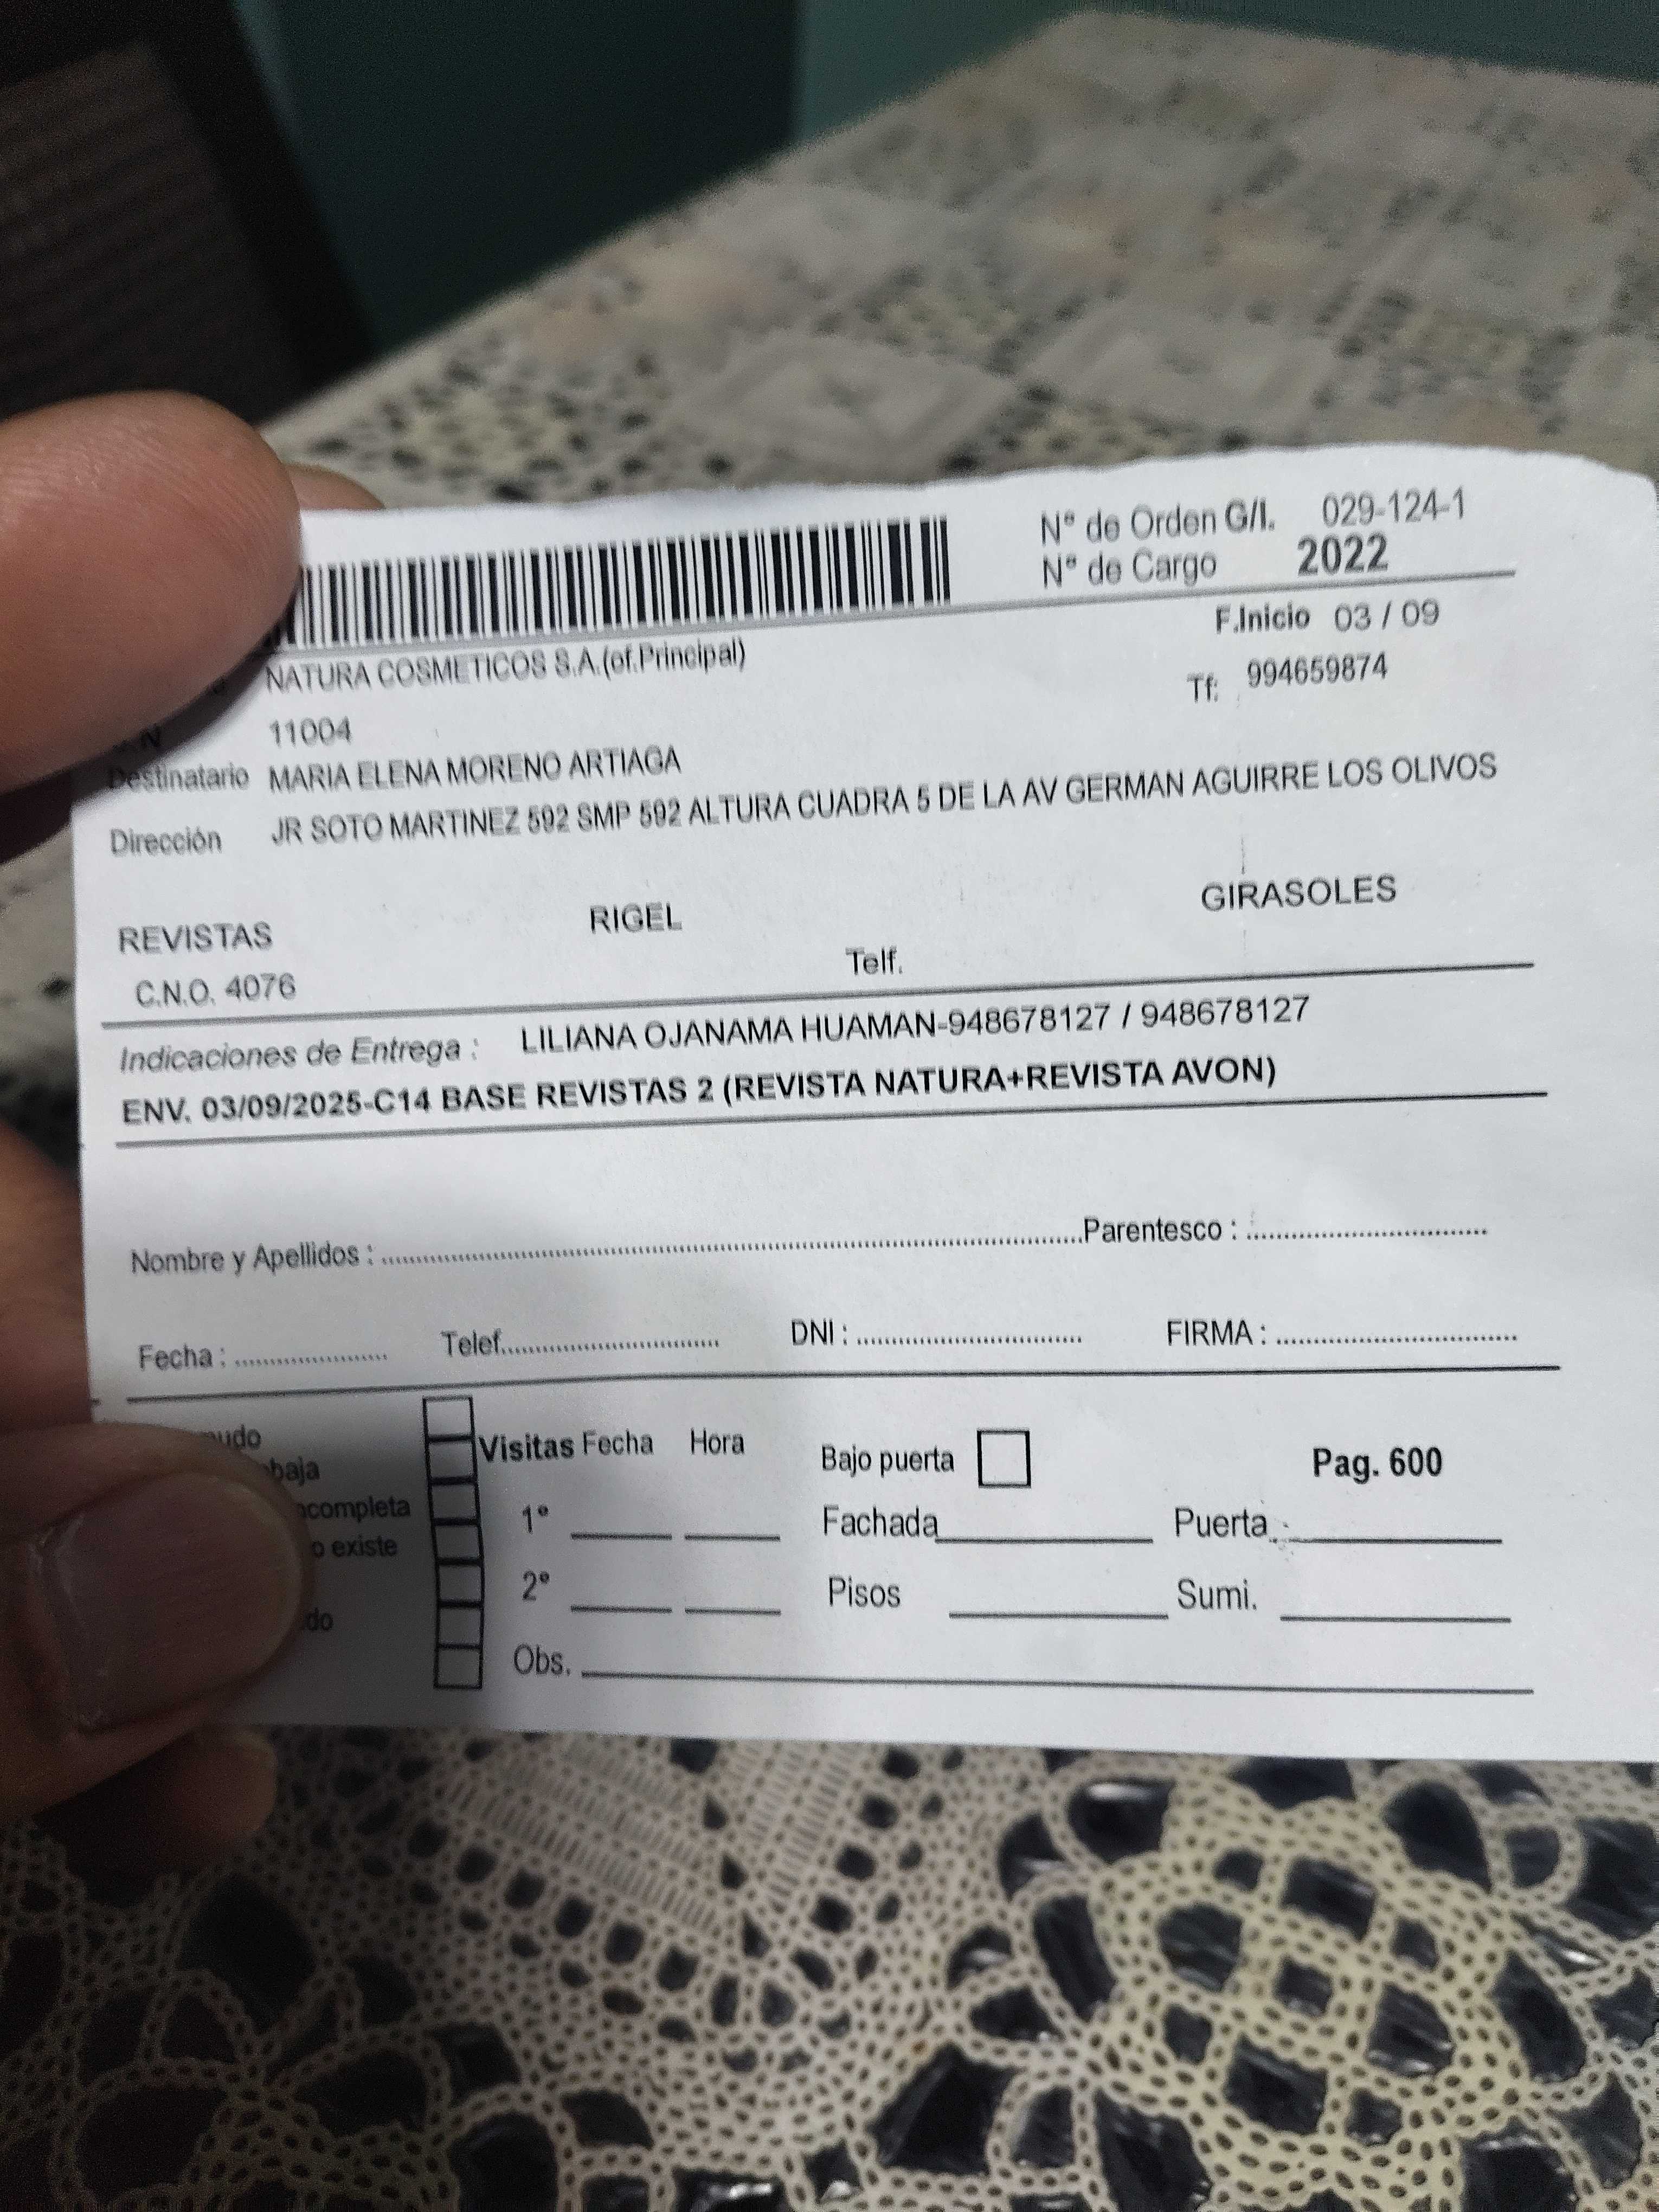 N° de Orden G/I. 029-124-1
N° de Cargo 2022
F.Inicio 03 / 09
NATURA COSMETICOS S.A.(of.Principal)
Tf: 994659874
11004
Destinatario MARIA ELENA MORENO ARTIAGA
Dirección JR SOTO MARTINEZ 592 SMP 592 ALTURA CUADRA 5 DE LA AV GERMAN AGUIRRE LOS OLIVOS
REVISTAS RIGEL GIRASOLES
C.N.O. 4076 Telf.
Indicaciones de Entrega : LILIANA OJANAMA HUAMAN-948678127 / 948678127
ENV. 03/09/2025-C14 BASE REVISTAS 2 (REVISTA NATURA+REVISTA AVON)
Nombre y Apellidos : Parentesco :
Fecha : Telef. DNI : FIRMA :
Visitas Fecha Hora Bajo puerta Pag. 600
1° Fachada Puerta
existe
2° Pisos Sumi.
Obs.